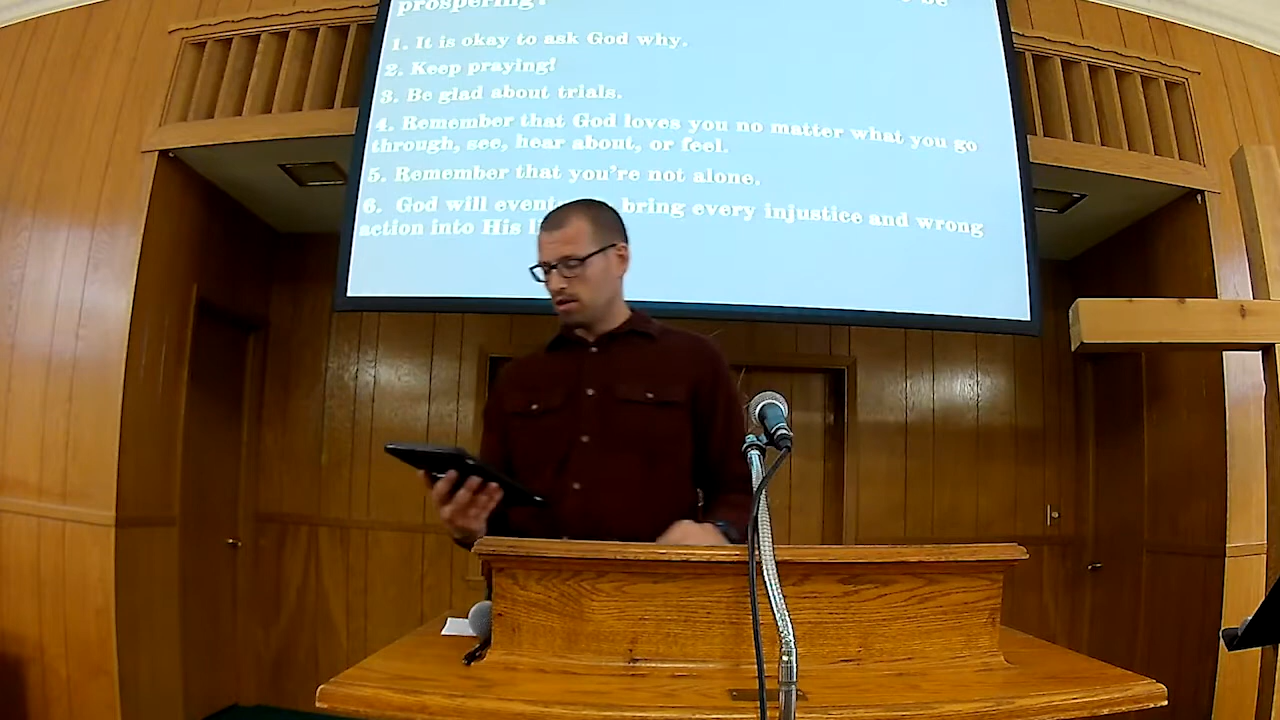 prospering?
be
1. It is okay to ask God why.
2. Keep praying!
3. Be glad about trials.
4. Remember that God loves you no matter what you go
through, see, hear about, or feel.
5. Remember that you're not alone.
6. God will bring every injustice and wrong
action into His